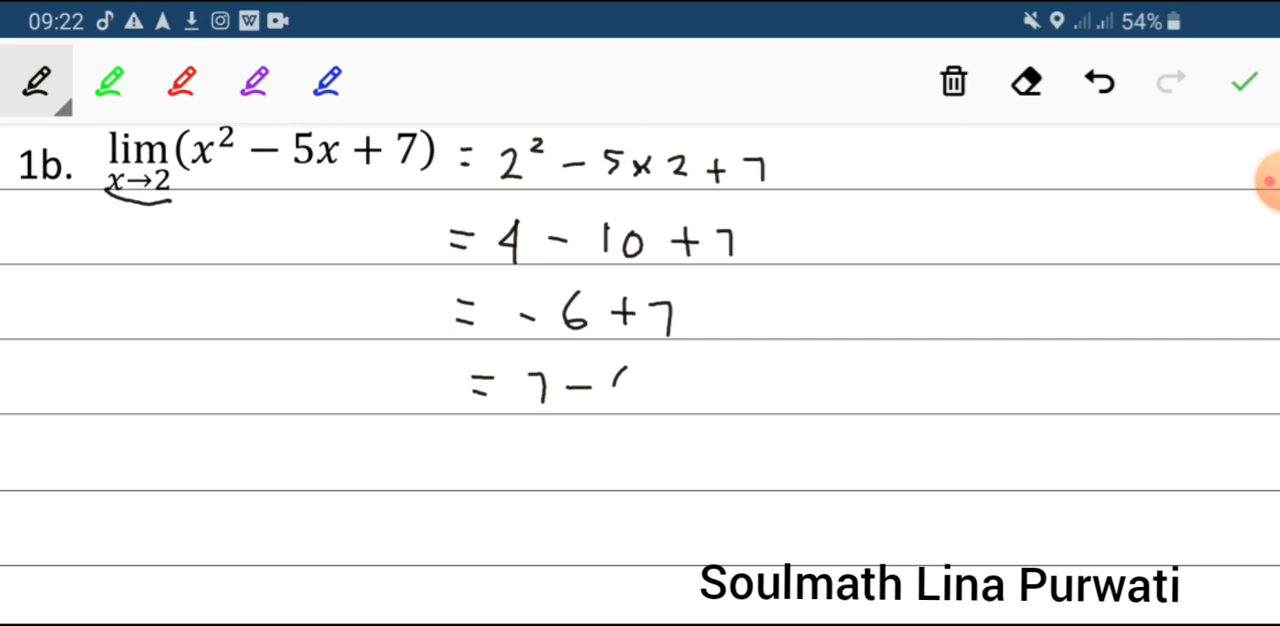 09:22 54%
1b. lim x→2 (x² − 5x + 7) = 2² − 5 × 2 + 7
= 4 − 10 + 7
= - 6 + 7
= 7 −
Soulmath Lina Purwati